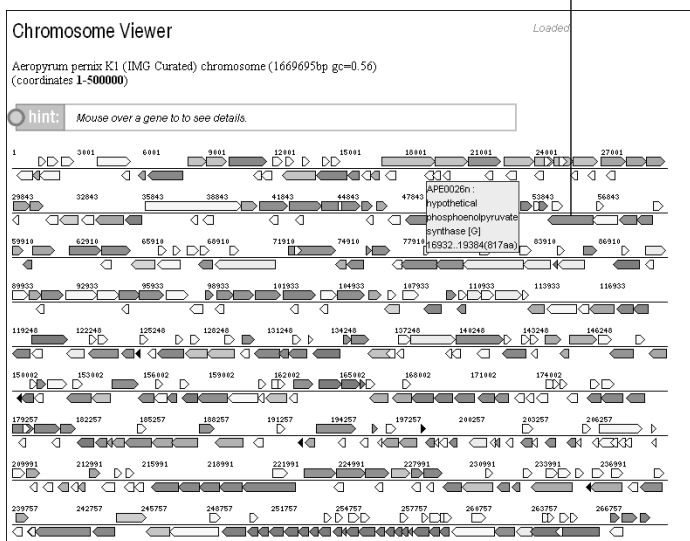 Chromosome Viewer
Loaded
Aeropyrum pernix K1 (IMG Curated) chromosome (1669695bp gc=0.56)
(coordinates 1-500000)
hint: Mouse over a gene to to see details.
1 3001 6001 9001 12001 15001 18001 21001 24001 27001
APE0026n :
hypothetical
phosphoenolpyruvate
synthase [G]
16932..19384(817aa)
29843 32843 35843 38843 41843 44843 53843 56843
59910 62910 65910 68910 71910 74910 77910 83910 86910
89933 92933 95933 98933 101933 104933 107933 110933 113933 116933
119248 122248 125248 128248 131248 134248 137248 140248 143248 146248
150002 153002 156002 159002 162002 165002 168002 171002 174002
179257 182257 185257 188257 191257 194257 197257 200257 203257 206257
209991 212991 215991 218991 221991 224991 227991 230991 233991 236991
239757 242757 245757 248757 251757 254757 257757 260757 263757 266757